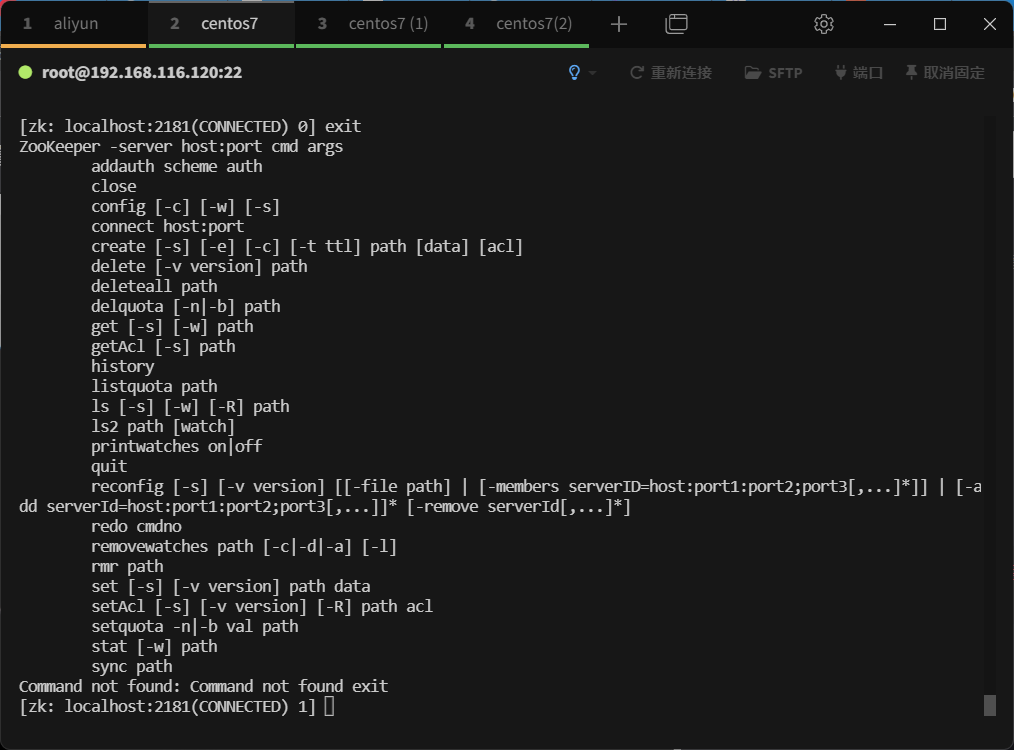 1 aliyun 2 centos7 3 centos7 (1) 4 centos7(2)
root@192.168.116.120:22 重新连接 SFTP 端口 取消固定
[zk: localhost:2181(CONNECTED) 0] exit
ZooKeeper -server host:port cmd args
addauth scheme auth
close
config [-c] [-w] [-s]
connect host:port
create [-s] [-e] [-c] [-t ttl] path [data] [acl]
delete [-v version] path
deleteall path
delquota [-n|-b] path
get [-s] [-w] path
getAcl [-s] path
history
listquota path
ls [-s] [-w] [-R] path
ls2 path [watch]
printwatches on|off
quit
reconfig [-s] [-v version] [[-file path] | [-members serverID=host:port1:port2;port3[,...]*]] | [-a
dd serverId=host:port1:port2;port3[,...]]* [-remove serverId[,...]*]
redo cmdno
removewatches path [-c|-d|-a] [-l]
rmr path
set [-s] [-v version] path data
setAcl [-s] [-v version] [-R] path acl
setquota -n|-b val path
stat [-w] path
sync path
Command not found: Command not found exit
[zk: localhost:2181(CONNECTED) 1]